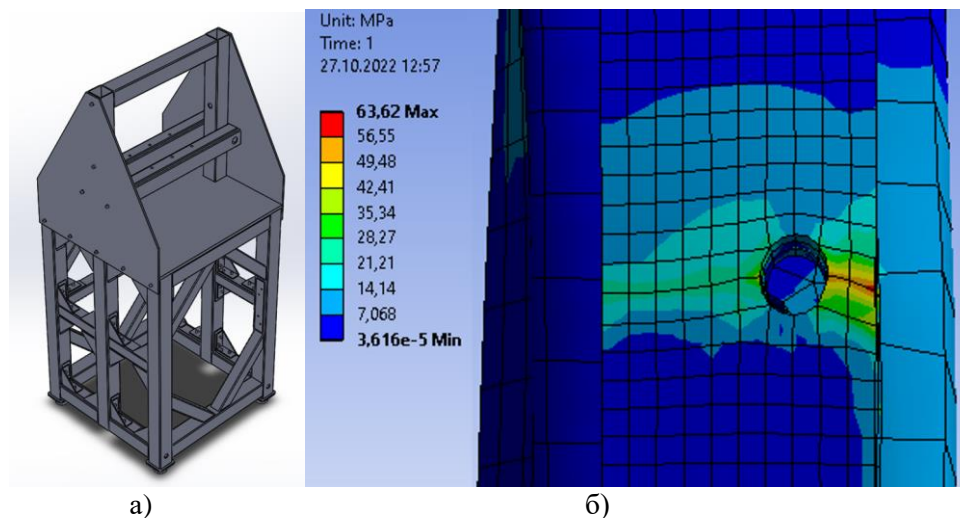 Unit: MPa
Time: 1
27.10.2022 12:57
63,62 Max
56,55
49,48
42,41
35,34
28,27
21,21
14,14
7,068
3,616e-5 Min
а)
б)